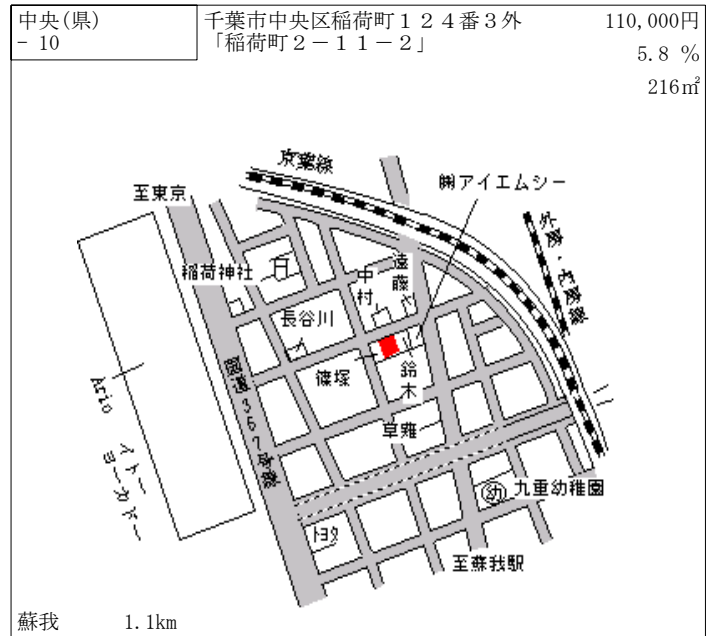 中央(県)
- 10
千葉市中央区稲荷町１２４番３外
「稲荷町２－１１－２」
110,000円
5.8 %
216㎡
京葉線
㈱アイエムシー
至東京
外房・内房線
稲荷神社
中村
遠藤
長谷川
篠塚
鈴木
国道357号線
Ario イトーヨーカドー
草薙
幼
九重幼稚園
トヨタ
至蘇我駅
蘇我 1.1km